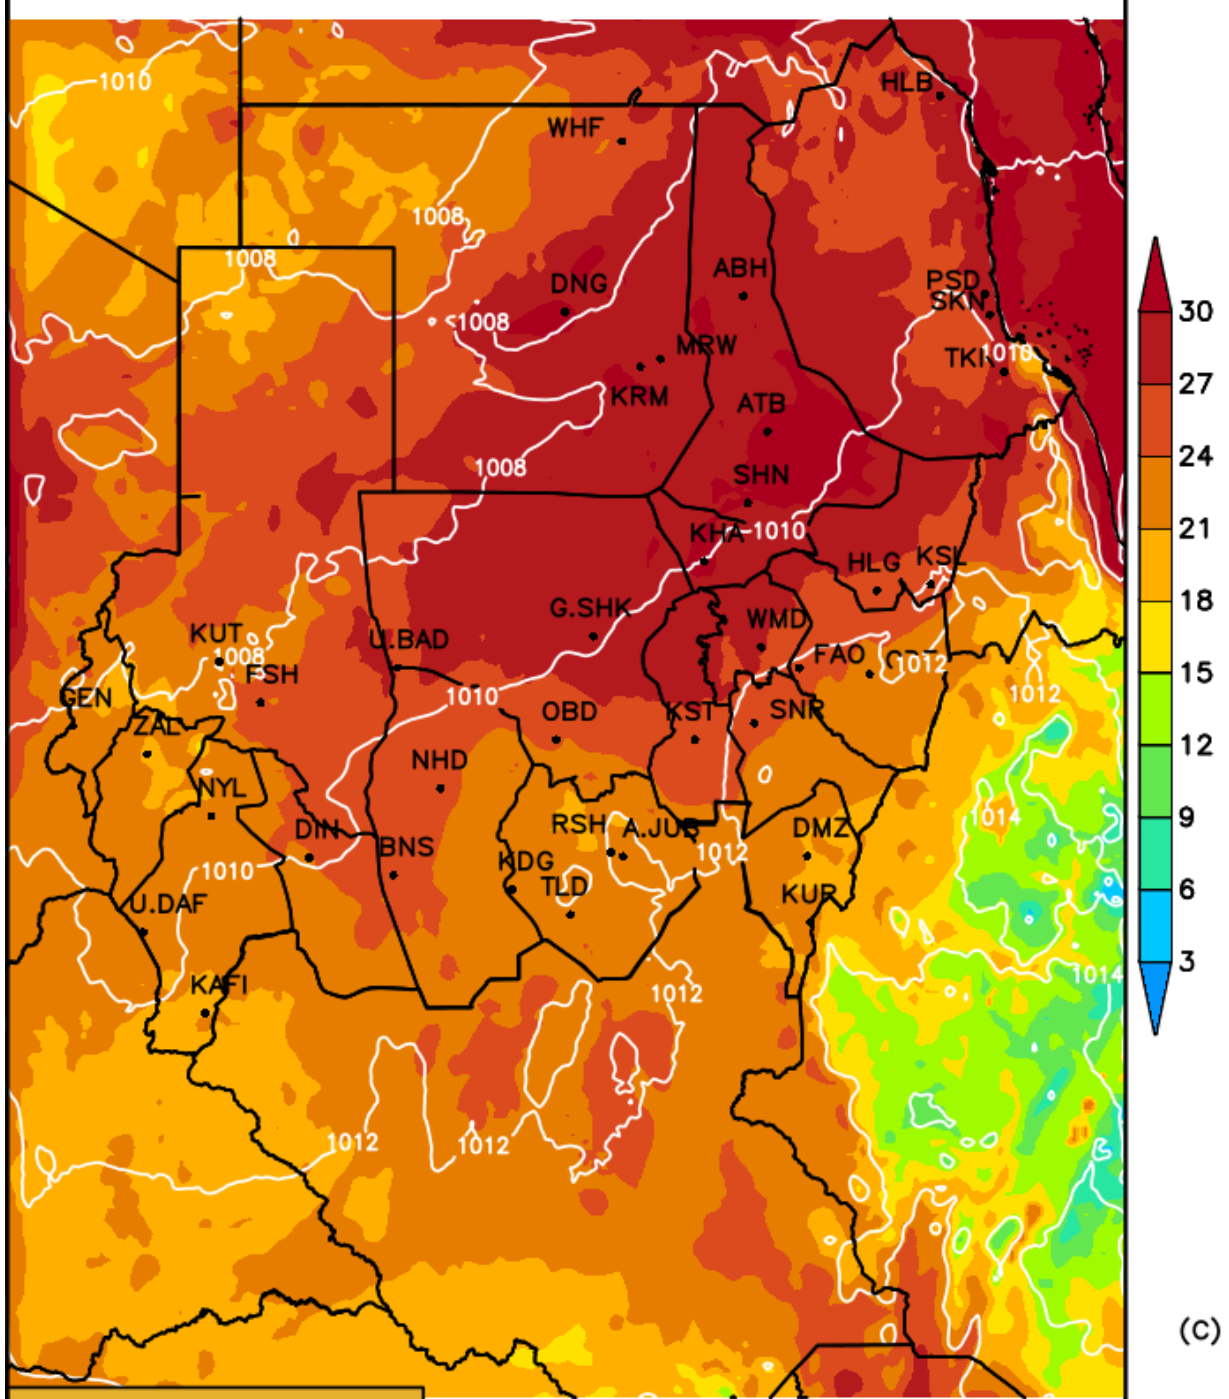 1010
HLB
WHF
1008
1008
DNG
ABH
PSD
SKN
30
1008
MRW
TKK
1010
27
KRM
ATB
24
1008
SHN
21
KHA
1010
HLG
KSL
18
G.SHK
WMD
KUT
U.BAD
1008
FAO
1012
15
FSH
GEN
1010
1012
ZAL
OBD
KST
SNR
12
NHD
NYL
9
DIN
RSH
A.JUB
DMZ
1014
BNS
KDG
1012
1010
TLD
6
U.DAF
KUR
3
KAFI
1012
1014
1012
1012
(C)